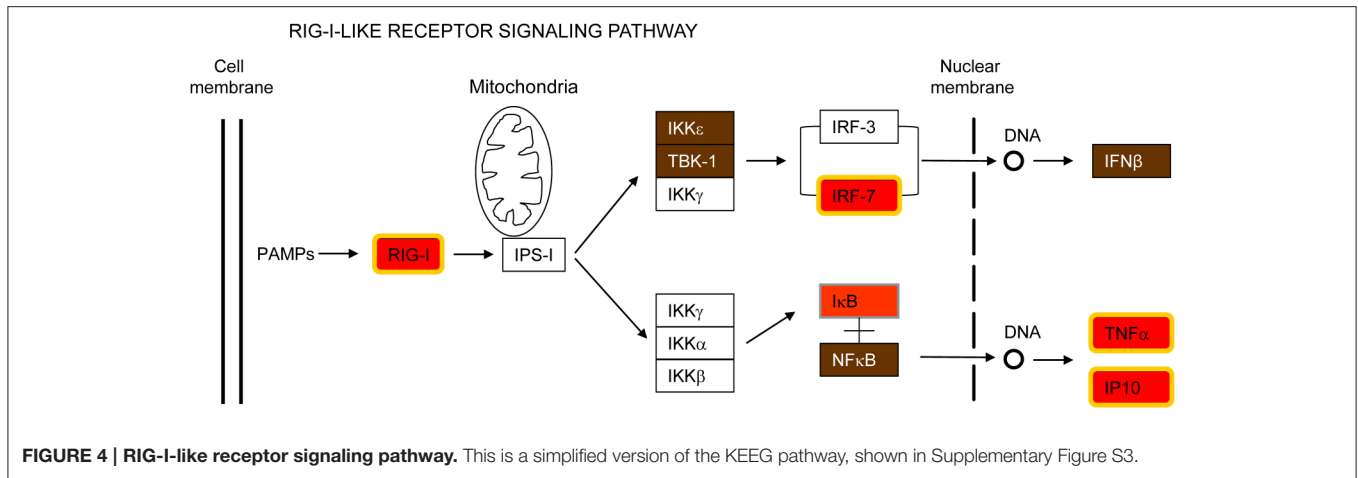 RIG-I-LIKE RECEPTOR SIGNALING PATHWAY
Cell
membrane
Mitochondria
Nuclear
membrane
IKKε
TBK-1
IKKγ
IRF-3
IRF-7
DNA
IFNβ
PAMPs
RIG-I
IPS-I
IKKγ
IKKα
IKKβ
IκB
NFκB
DNA
TNFα
IP10
FIGURE 4 | RIG-I-like receptor signaling pathway. This is a simplified version of the KEEG pathway, shown in Supplementary Figure S3.